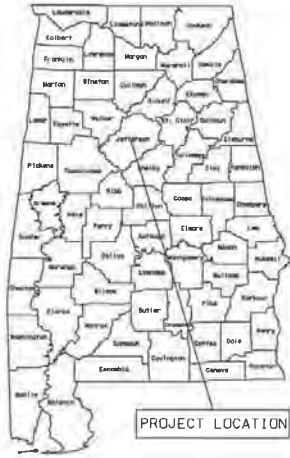 Lauderdale
Limestone Madison Jackson
Colbert
Franklin Lawrence Morgan
Marshall DeKalb
Marion Winston Cullman Cherokee
Blount Etowah
Lamar Fayette Walker St. Clair Calhoun
Jefferson Cleburne
Pickens Tuscaloosa Shelby Talladega Clay Randolph
Bibb Coosa Tallapoosa Chambers
Greene Hale Perry Chilton Elmore Lee
Sumter Autauga Macon
Dallas Montgomery Russell
Marengo Lowndes Bullock
Choctaw Wilcox Butler Pike Barbour
Clarke Monroe Crenshaw Henry
Washington Conecuh Coffee Dale
Covington
Escambia Geneva Houston
Mobile Baldwin
PROJECT LOCATION